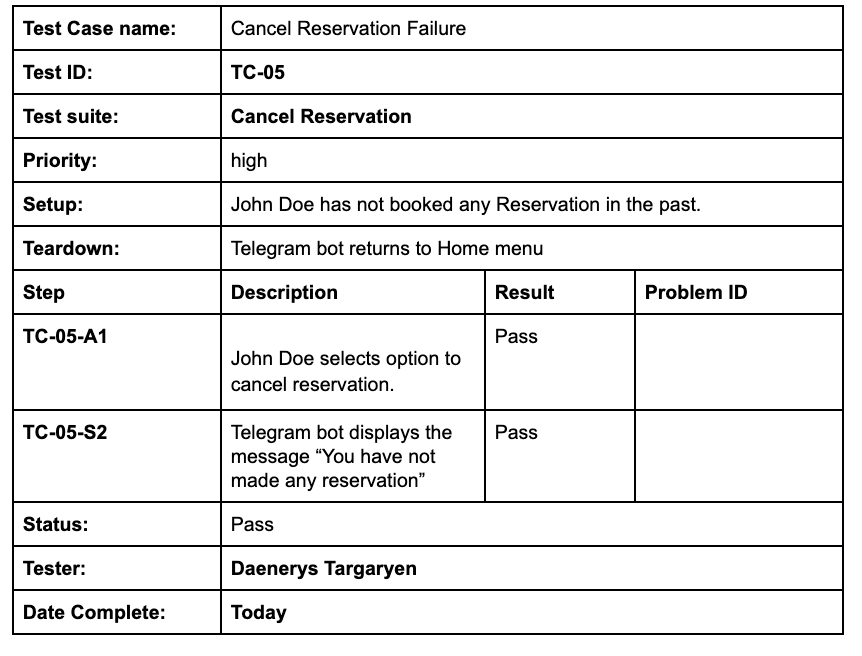 Test Case name: Cancel Reservation Failure
Test ID: TC-05
Test suite: Cancel Reservation
Priority: high
Setup: John Doe has not booked any Reservation in the past.
Teardown: Telegram bot returns to Home menu
Step Description Result Problem ID
TC-05-A1 Pass
John Doe selects option to
cancel reservation.
TC-05-S2 Telegram bot displays the Pass
message “You have not
made any reservation”
Status: Pass
Tester: Daenerys Targaryen
Date Complete: Today